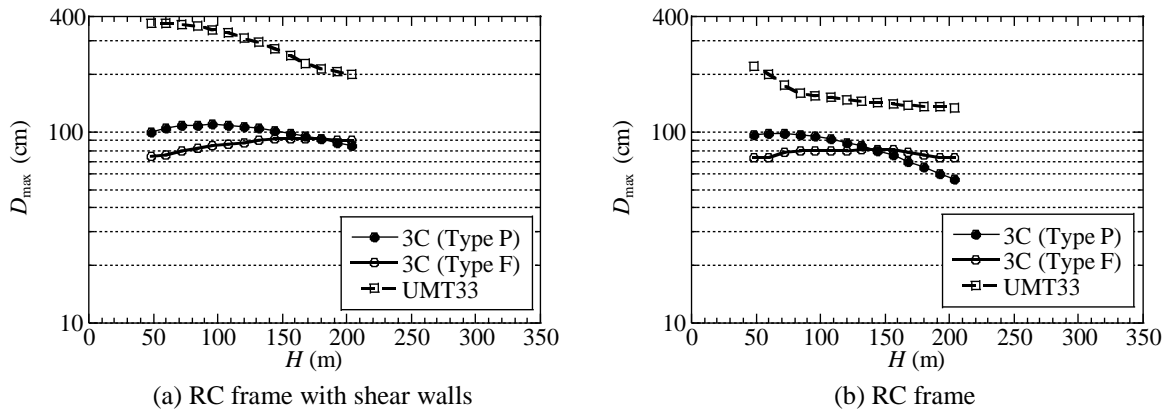 400
100
10
D_max (cm)
3C (Type P)
3C (Type F)
UMT33
0 50 100 150 200 250 300 350
H (m)
(a) RC frame with shear walls
400
100
10
D_max (cm)
3C (Type P)
3C (Type F)
UMT33
0 50 100 150 200 250 300 350
H (m)
(b) RC frame